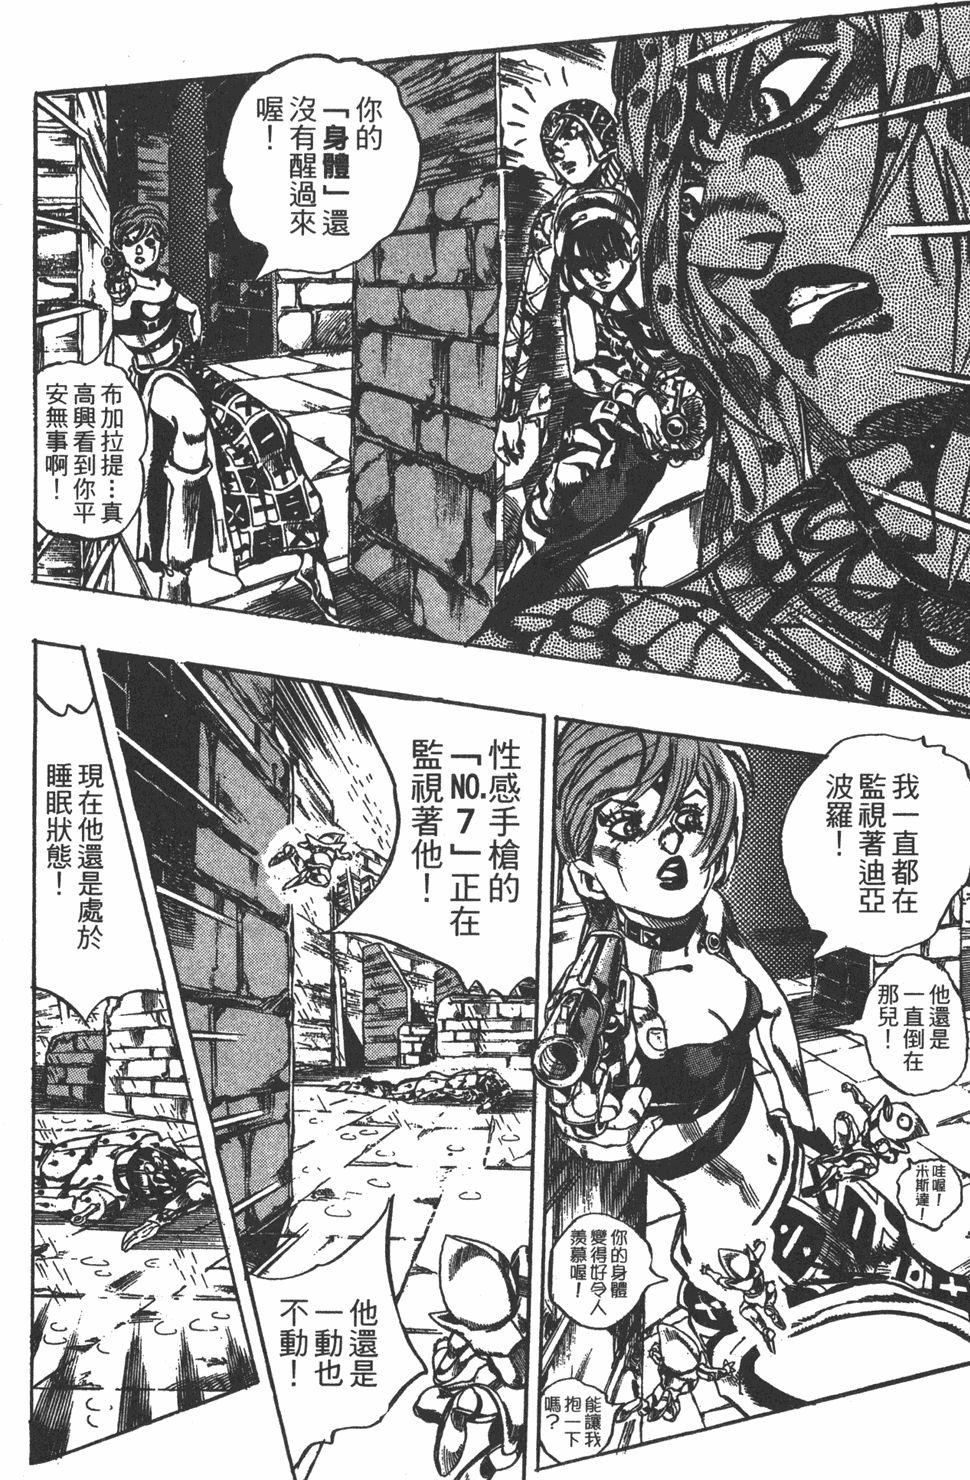 你的
「身體」還
沒有醒過來
喔！
布加拉提…真
高興看到你平
安無事啊！
我一直都在
監視著迪亞
波羅！
他還是
一直倒在
那兒！
哇喔！
米斯達！
你的身體
變得好令人
羨慕喔！
能讓我
抱一下
嗎？
性感手槍的
「NO.7」正在
監視著他！
他還是
一動也
不動！
現在他還是處於
睡眠狀態！